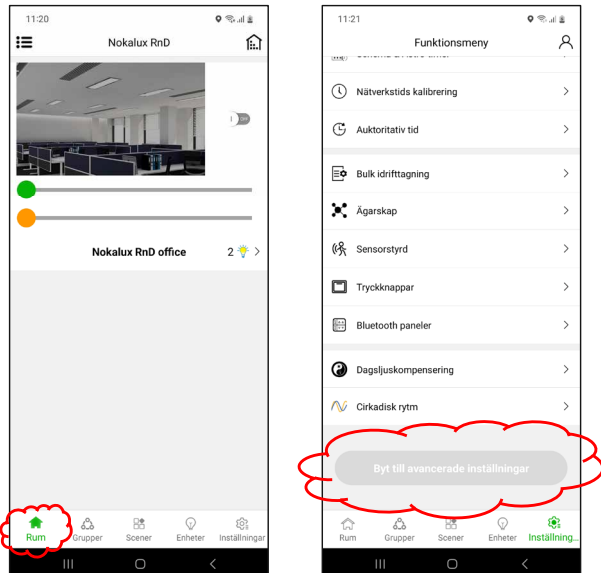 11:20
Nokalux RnD
OFF
Nokalux RnD office 2
Rum Grupper Scener Enheter Inställningar
11:21
Funktionsmeny
Nätverkstids kalibrering
Auktoritativ tid
Bulk idrifttagning
Ägarskap
Sensorstyrd
Tryckknappar
Bluetooth paneler
Dagsljuskompensering
Cirkadisk rytm
Byt till avancerade inställningar
Rum Grupper Scener Enheter Inställning...